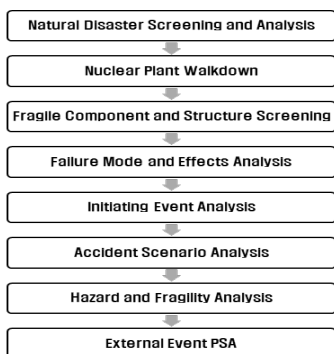 Natural Disaster Screening and Analysis
Nuclear Plant Walkdown
Fragile Component and Structure Screening
Failure Mode and Effects Analysis
Initiating Event Analysis
Accident Scenario Analysis
Hazard and Fragility Analysis
External Event PSA